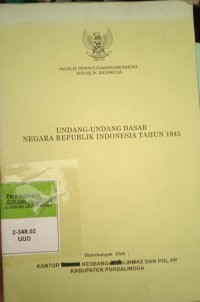 MAJELIS PERMUSYAWARATAN RAKYAT
REPUBLIK INDONESIA
UNDANG-UNDANG DASAR
NEGARA REPUBLIK INDONESIA TAHUN 1945
2-348.02
UUD
Diperbanyak Oleh :
KANTOR KESBANG LINMAS DAN POL PP
KABUPATEN PURBALINGGA